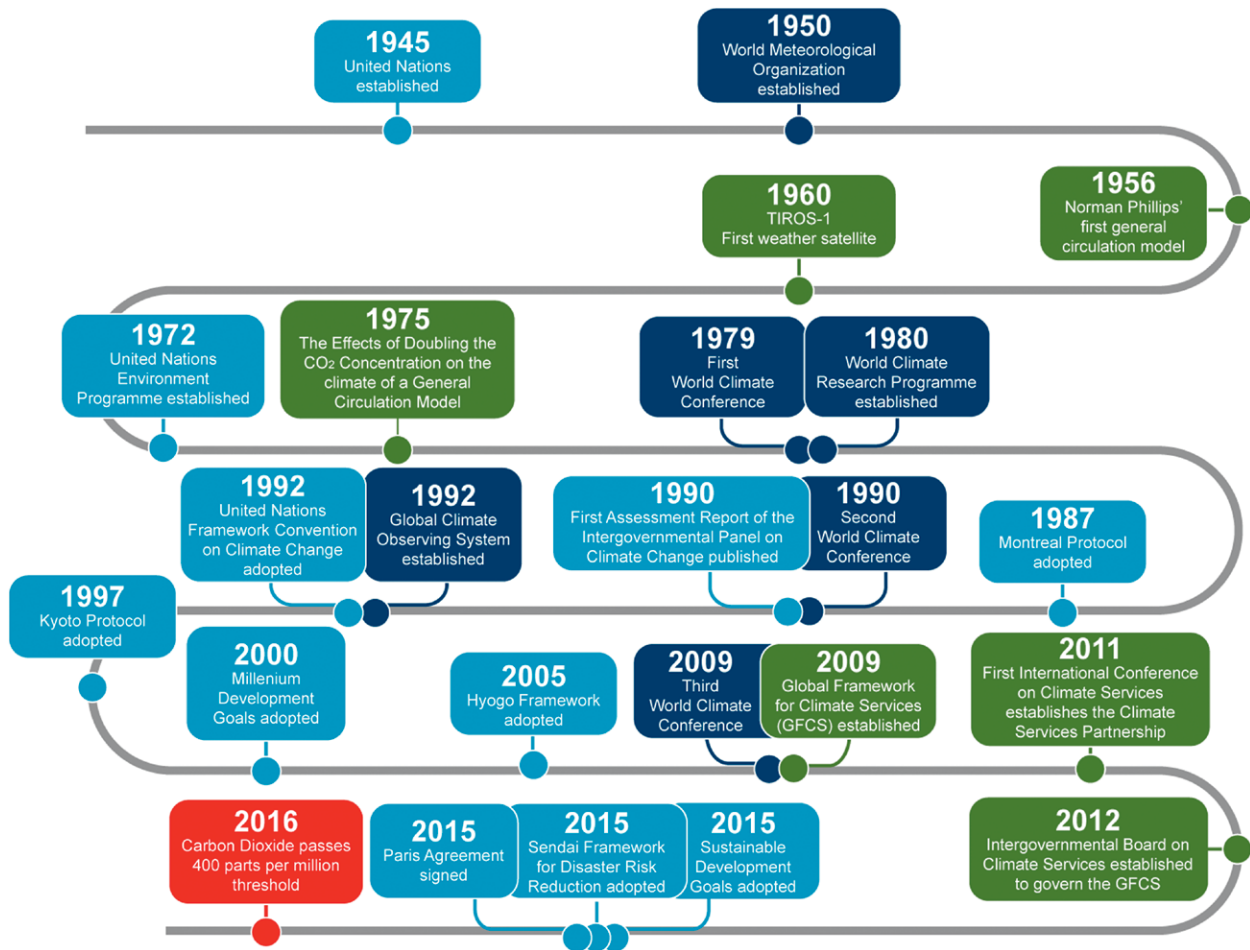 1945
United Nations
established
1950
World Meteorological
Organization
established
1956
Norman Phillips'
first general
circulation model
1960
TIROS-1
First weather satellite
1972
United Nations
Environment
Programme established
1975
The Effects of Doubling the
CO₂ Concentration on the
climate of a General
Circulation Model
1979
First
World Climate
Conference
1980
World Climate
Research Programme
established
1987
Montreal Protocol
adopted
1990
Second
World Climate
Conference
1990
First Assessment Report of the
Intergovernmental Panel on
Climate Change published
1992
Global Climate
Observing System
established
1992
United Nations
Framework Convention
on Climate Change
adopted
1997
Kyoto Protocol
adopted
2000
Millenium
Development
Goals adopted
2005
Hyogo Framework
adopted
2009
Third
World Climate
Conference
2009
Global Framework
for Climate Services
(GFCS) established
2011
First International Conference
on Climate Services
establishes the Climate
Services Partnership
2012
Intergovernmental Board on
Climate Services established
to govern the GFCS
2015
Sustainable
Development
Goals adopted
2015
Sendai Framework
for Disaster Risk
Reduction adopted
2015
Paris Agreement
signed
2016
Carbon Dioxide passes
400 parts per million
threshold